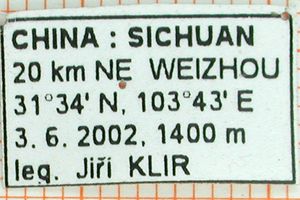 CHINA : SICHUAN
20 km NE WEIZHOU
31°34' N, 103°43' E
3. 6. 2002, 1400 m
leg. Jiří KLIR